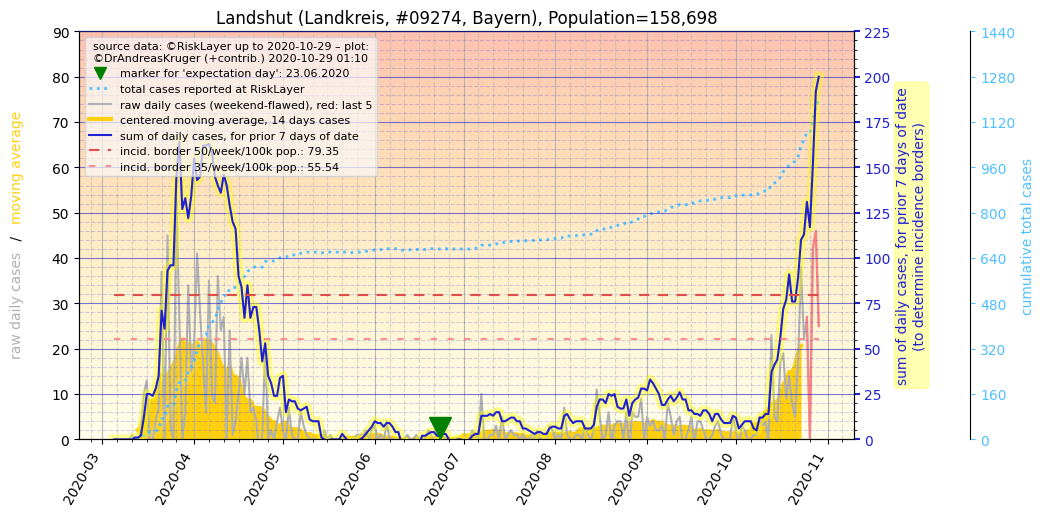 Landshut (Landkreis, #09274, Bayern), Population=158,698
source data: ©RiskLayer up to 2020-10-29 – plot:
©DrAndreasKruger (+contrib.) 2020-10-29 01:10
marker for 'expectation day': 23.06.2020
total cases reported at RiskLayer
raw daily cases (weekend-flawed), red: last 5
centered moving average, 14 days cases
sum of daily cases, for prior 7 days of date
incid. border 50/week/100k pop.: 79.35
incid. border 35/week/100k pop.: 55.54
raw daily cases / moving average
90
80
70
60
50
40
30
20
10
0
225
200
175
150
125
100
75
50
25
0
sum of daily cases, for prior 7 days of date
(to determine incidence borders)
1440
1280
1120
960
800
640
480
320
160
0
cumulative total cases
2020-03
2020-04
2020-05
2020-06
2020-07
2020-08
2020-09
2020-10
2020-11